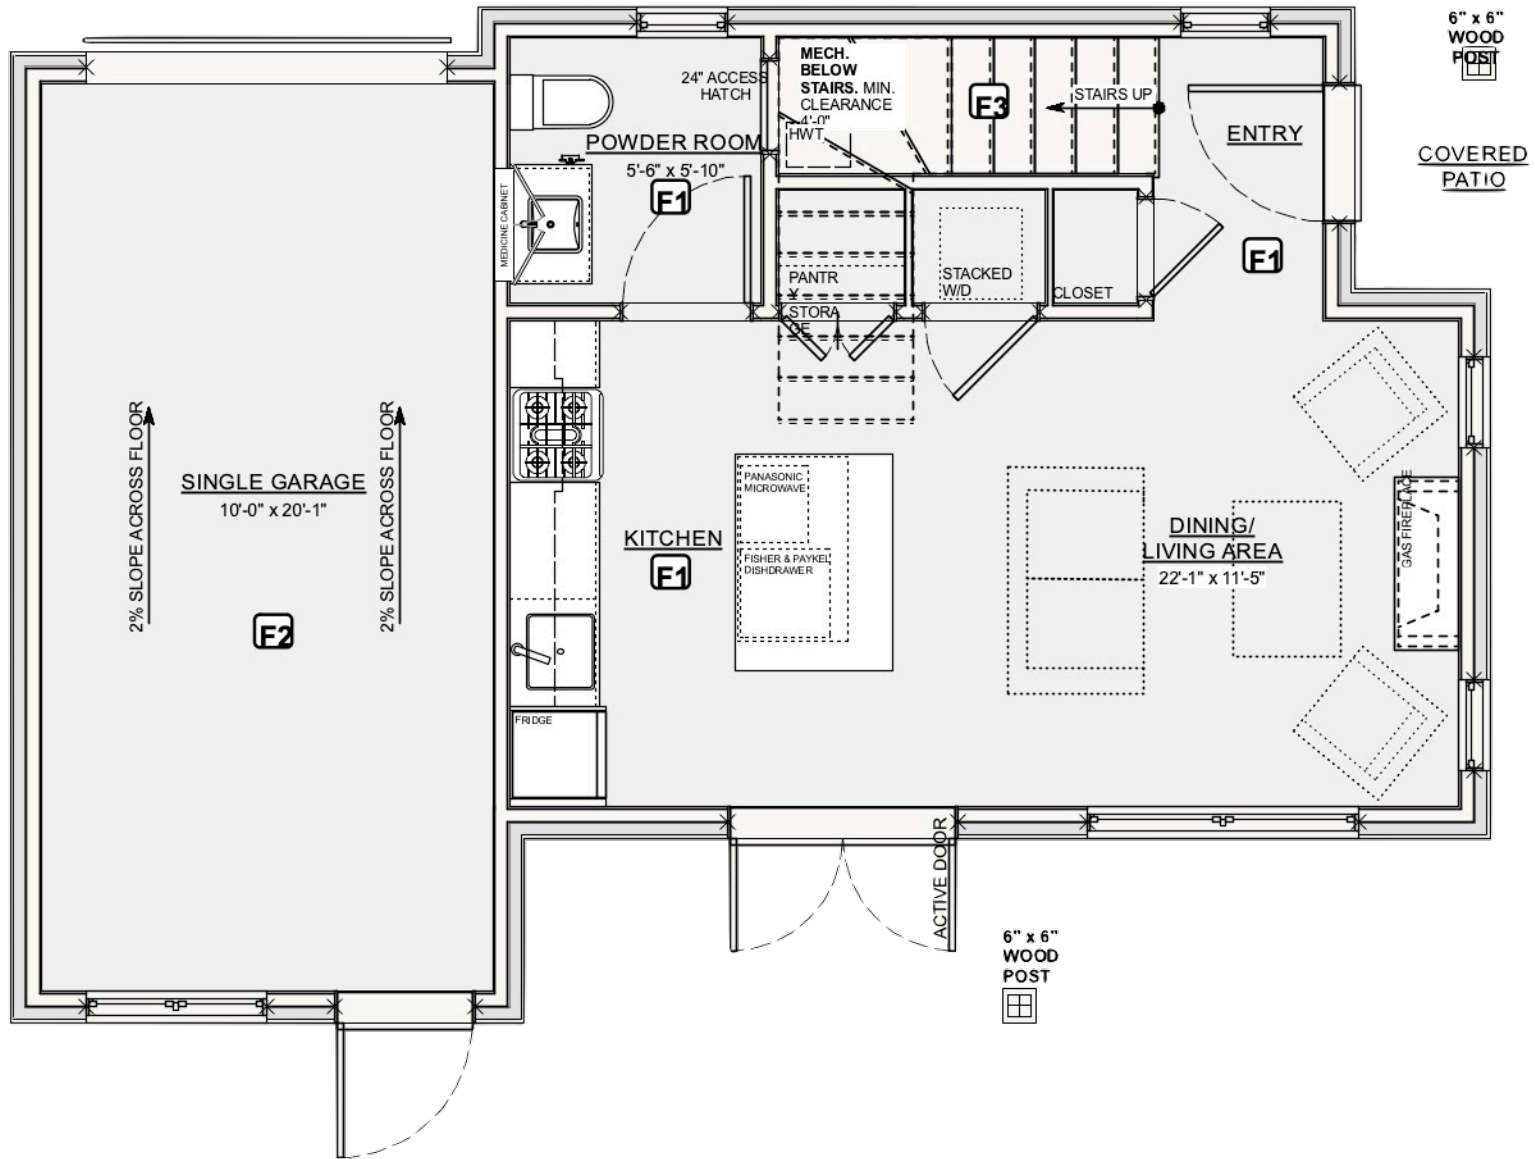 6" x 6"
WOOD
POST
MECH.
BELOW
STAIRS. MIN.
CLEARANCE
4'-0"
HWT
24" ACCESS
HATCH
F3
STAIRS UP
ENTRY
COVERED
PATIO
POWDER ROOM
5'-6" x 5'-10"
F1
MEDICINE CABINET
F1
PANTR
Y
STORA
GE
STACKED
W/D
CLOSET
2% SLOPE ACROSS FLOOR
2% SLOPE ACROSS FLOOR
SINGLE GARAGE
10'-0" x 20'-1"
F2
KITCHEN
F1
PANASONIC
MICROWAVE
FISHER & PAYKEL
DISHDRAWER
DINING/
LIVING AREA
22'-1" x 11'-5"
GAS FIREPLACE
FRIDGE
ACTIVE DOOR
6" x 6"
WOOD
POST